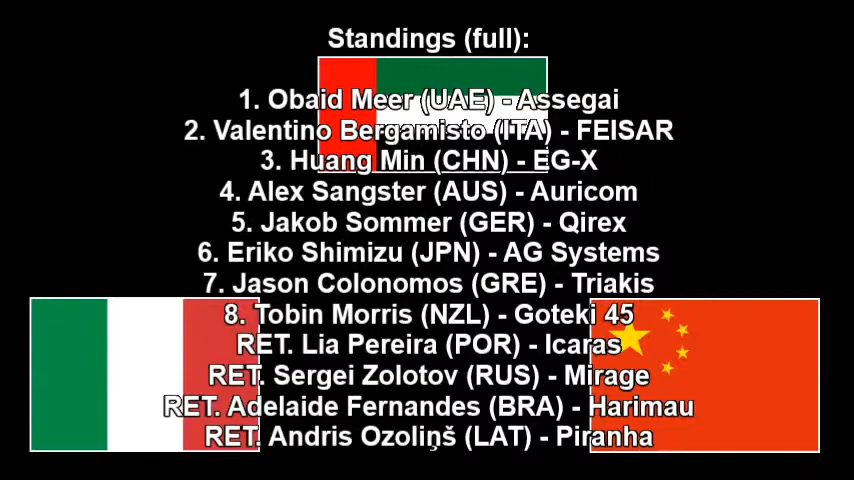 Standings (full):
1. Obaid Meer (UAE) - Assegai
2. Valentino Bergamisto (ITA) - FEISAR
3. Huang Min (CHN) - EG-X
4. Alex Sangster (AUS) - Auricom
5. Jakob Sommer (GER) - Qirex
6. Eriko Shimizu (JPN) - AG Systems
7. Jason Colonomos (GRE) - Triakis
8. Tobin Morris (NZL) - Goteki 45
RET. Lia Pereira (POR) - Icaras
RET. Sergei Zolotov (RUS) - Mirage
RET. Adelaide Fernandes (BRA) - Harimau
RET. Andris Ozoliņš (LAT) - Piranha